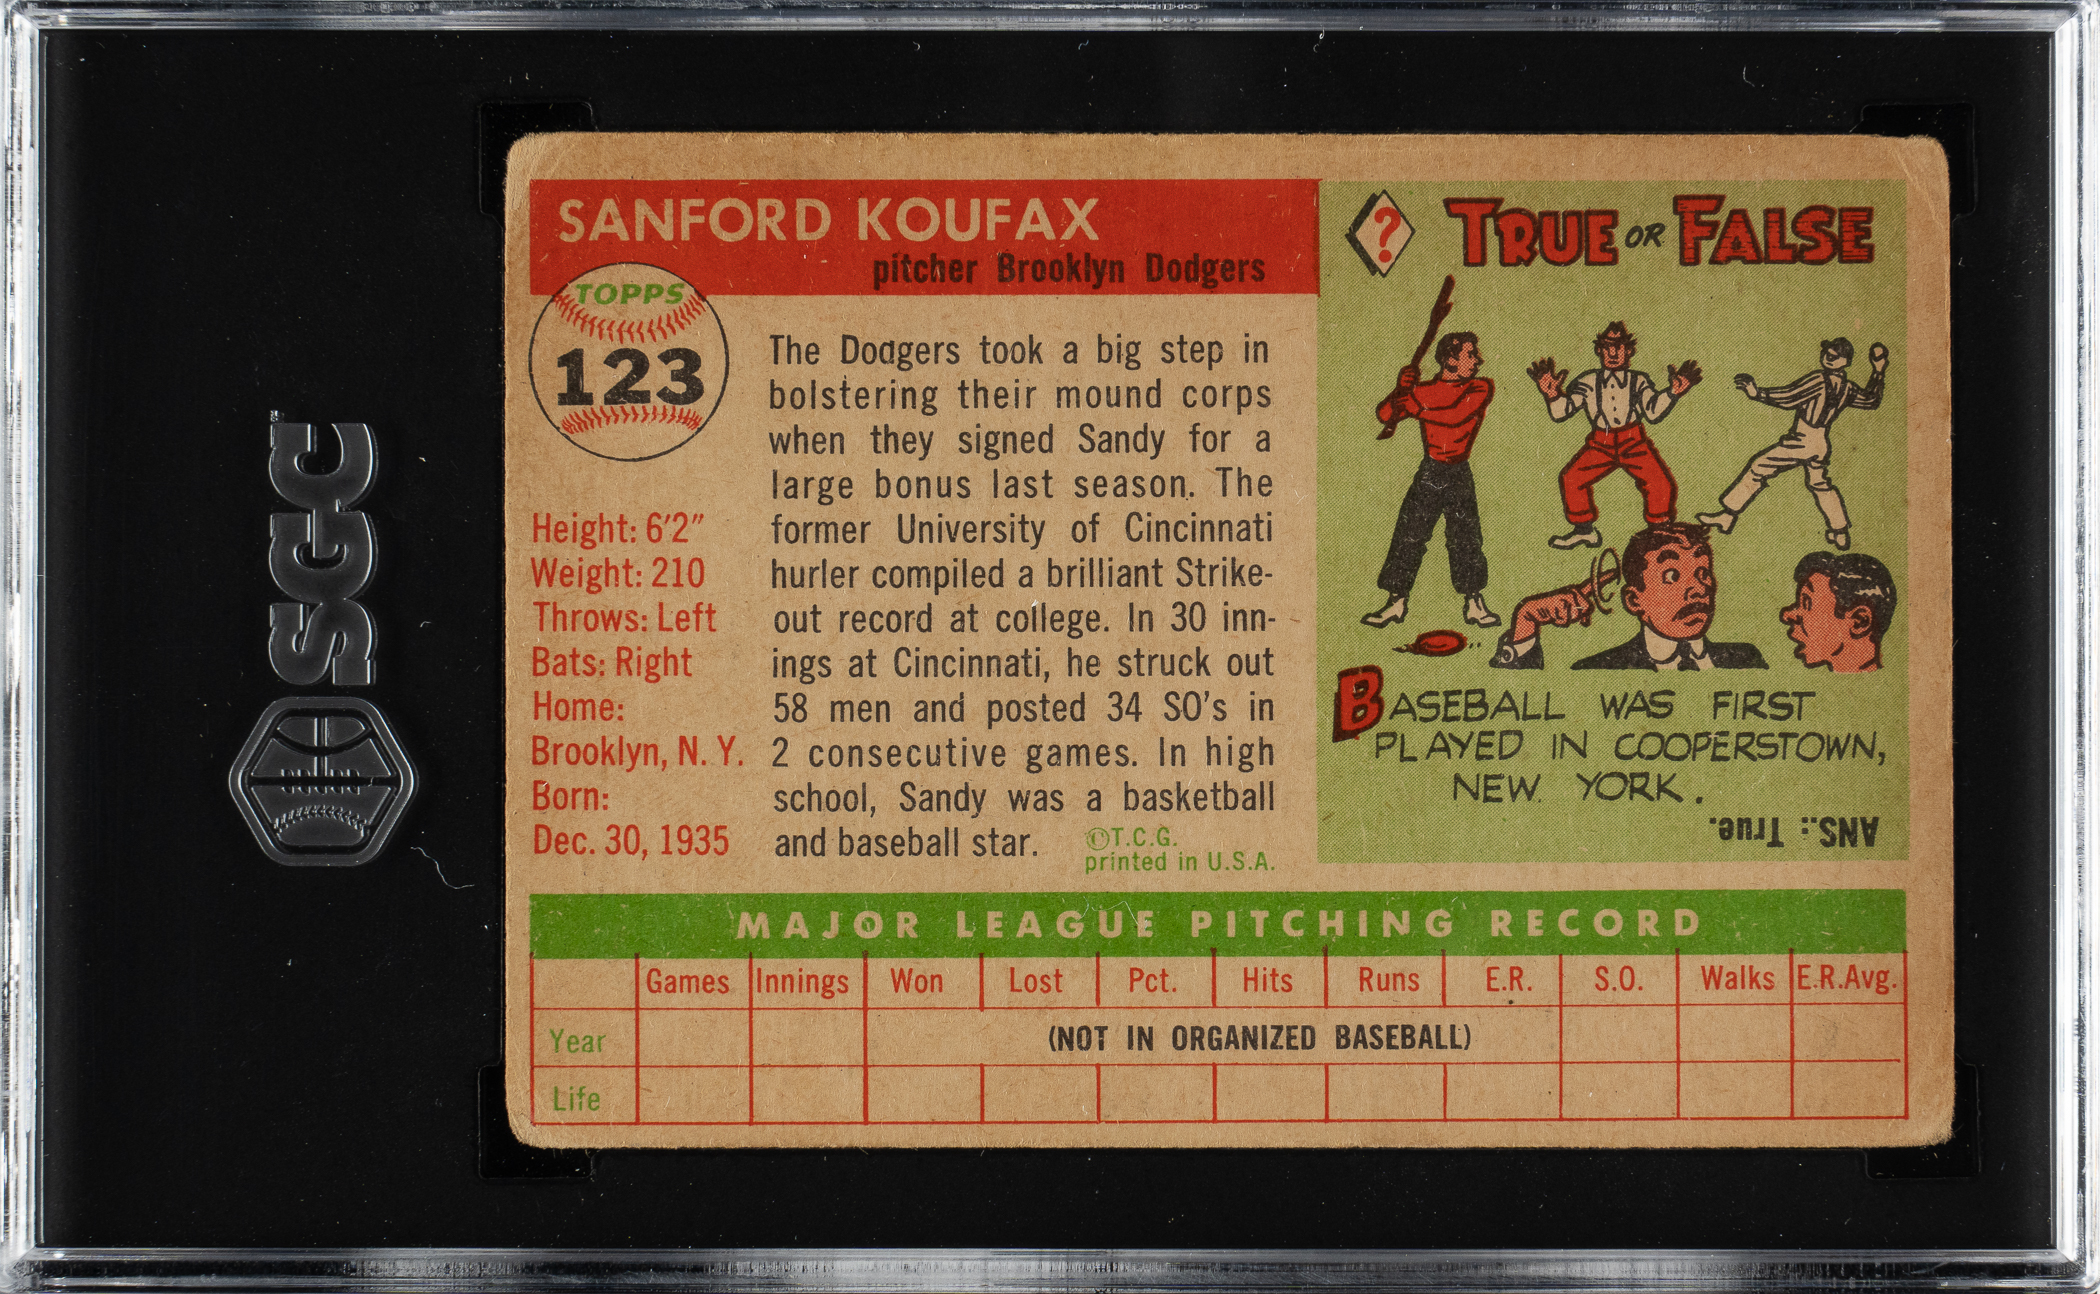 SGC
SANFORD KOUFAX
pitcher Brooklyn Dodgers
TOPPS
123
Height: 6'2"
Weight: 210
Throws: Left
Bats: Right
Home:
Brooklyn, N. Y.
Born:
Dec. 30, 1935
The Dodgers took a big step in
bolstering their mound corps
when they signed Sandy for a
large bonus last season. The
former University of Cincinnati
hurler compiled a brilliant Strike-
out record at college. In 30 inn-
ings at Cincinnati, he struck out
58 men and posted 34 SO's in
2 consecutive games. In high
school, Sandy was a basketball
and baseball star.
©T.C.G.
printed in U.S.A.
?
TRUE OR FALSE
BASEBALL WAS FIRST
PLAYED IN COOPERSTOWN,
NEW YORK.
ANS.: True.
MAJOR LEAGUE PITCHING RECORD
Games Innings Won Lost Pct. Hits Runs E.R. S.O. Walks E.R.Avg.
Year (NOT IN ORGANIZED BASEBALL)
Life